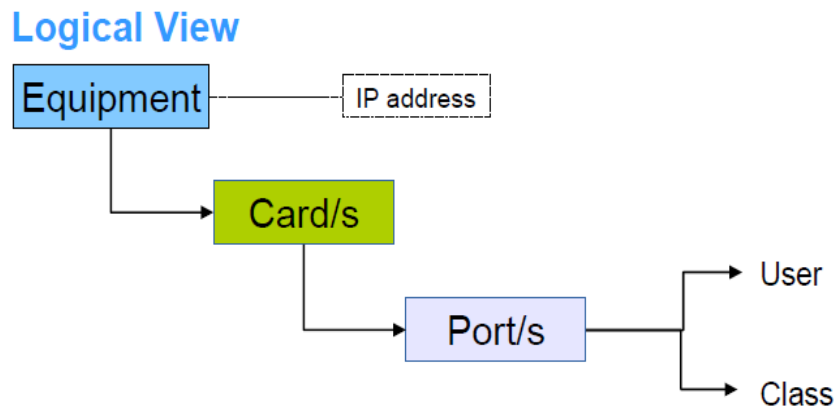 Logical View
Equipment
IP address
Card/s
Port/s
User
Class